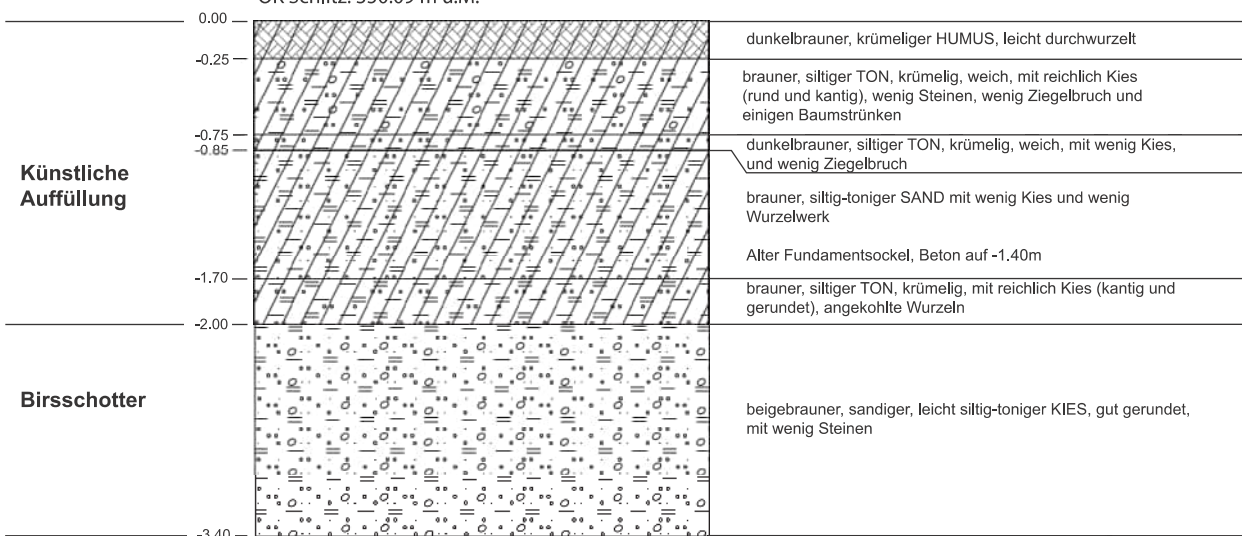 OK Schlitz: 350.09 m ü.M.
0.00
dunkelbrauner, krümeliger HUMUS, leicht durchwurzelt
-0.25
brauner, siltiger TON, krümelig, weich, mit reichlich Kies
(rund und kantig), wenig Steinen, wenig Ziegelbruch und
einigen Baumstrünken
-0.75
dunkelbrauner, siltiger TON, krümelig, weich, mit wenig Kies,
und wenig Ziegelbruch
-0.85
Künstliche
Auffüllung
brauner, siltig-toniger SAND mit wenig Kies und wenig
Wurzelwerk
Alter Fundamentsockel, Beton auf -1.40m
-1.70
brauner, siltiger TON, krümelig, mit reichlich Kies (kantig und
gerundet), angekohlte Wurzeln
-2.00
Birsschotter
beigebrauner, sandiger, leicht siltig-toniger KIES, gut gerundet,
mit wenig Steinen
-3.40